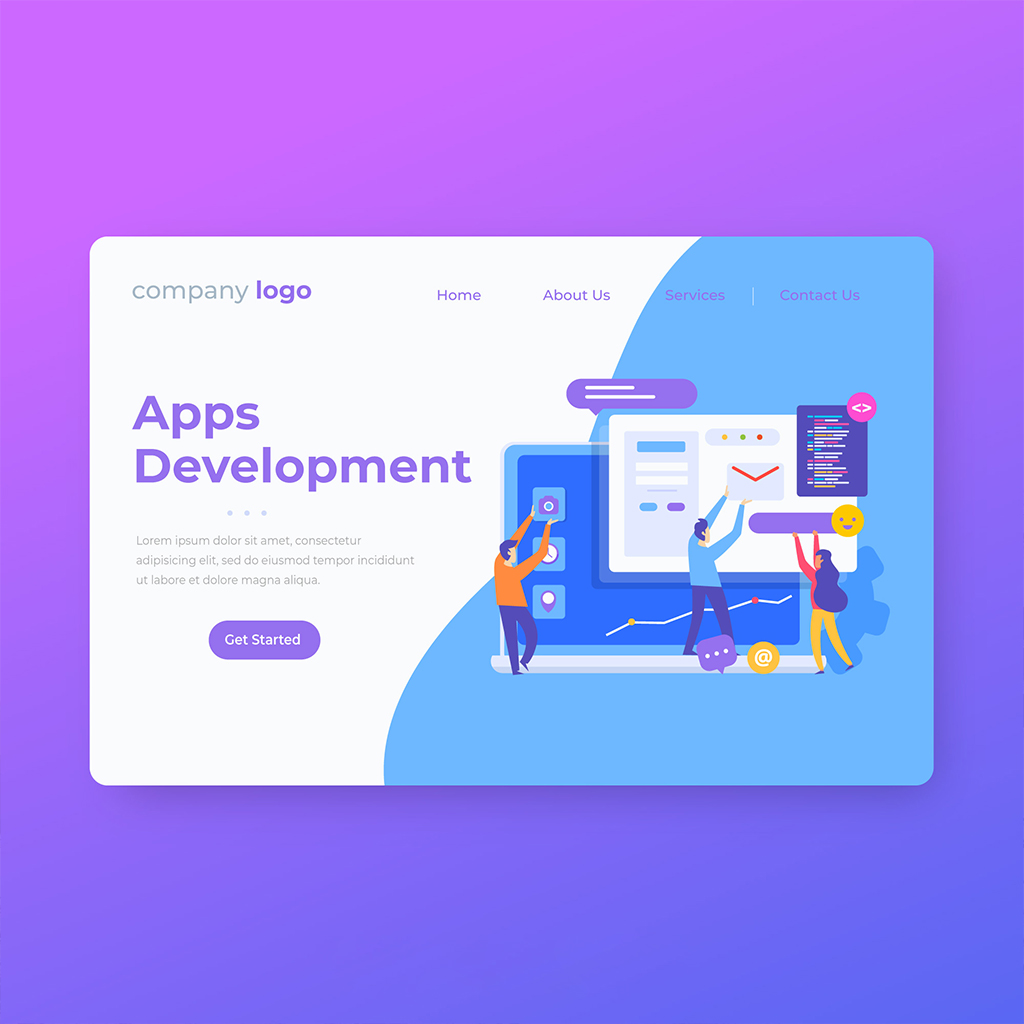 company logo
Home About Us Services Contact Us
Apps
Development
Lorem ipsum dolor sit amet, consectetur
adipisicing elit, sed do eiusmod tempor incididunt
ut labore et dolore magna aliqua.
Get Started
<>
@